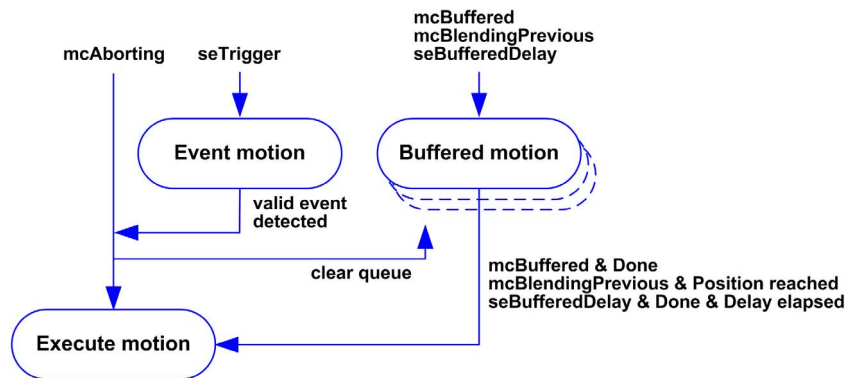 mcBuffered
mcBlendingPrevious
seBufferedDelay
mcAborting
seTrigger
Event motion
Buffered motion
valid event
detected
clear queue
mcBuffered & Done
mcBlendingPrevious & Position reached
seBufferedDelay & Done & Delay elapsed
Execute motion